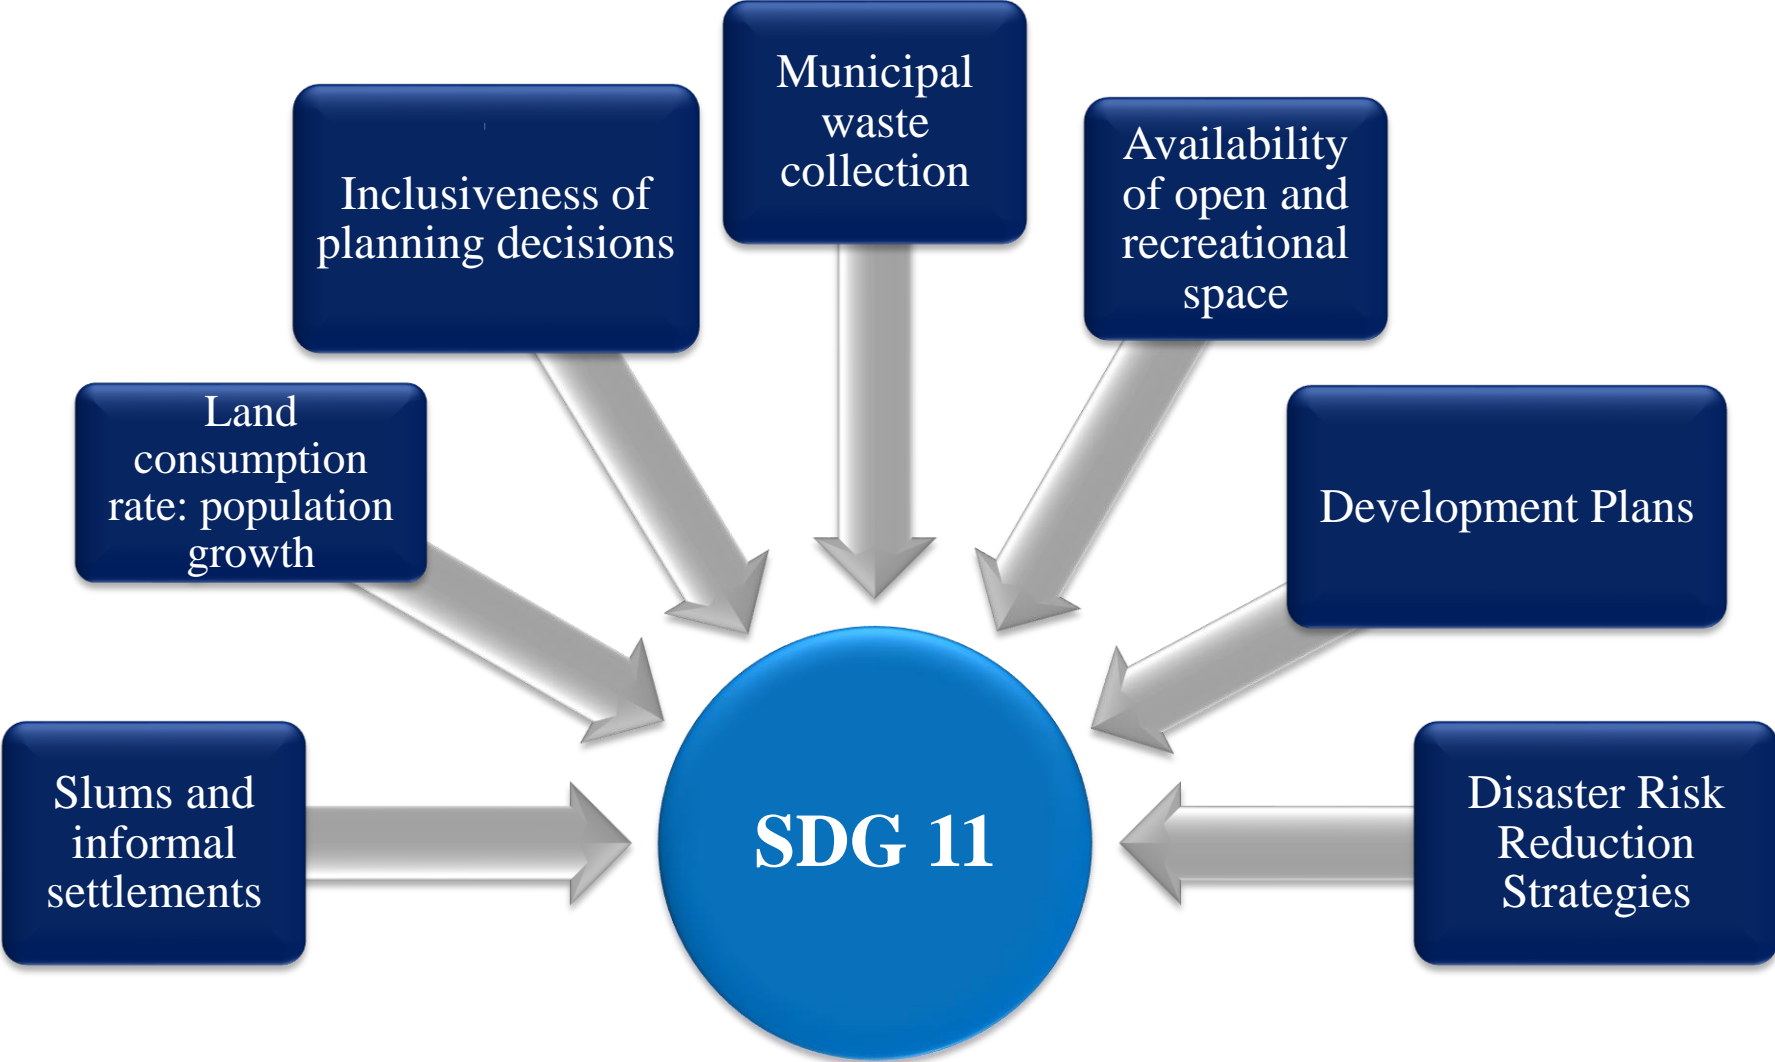 Municipal
waste
collection
Inclusiveness of
planning decisions
Availability
of open and
recreational
space
Land
consumption
rate: population
growth
Development Plans
Slums and
informal
settlements
SDG 11
Disaster Risk
Reduction
Strategies